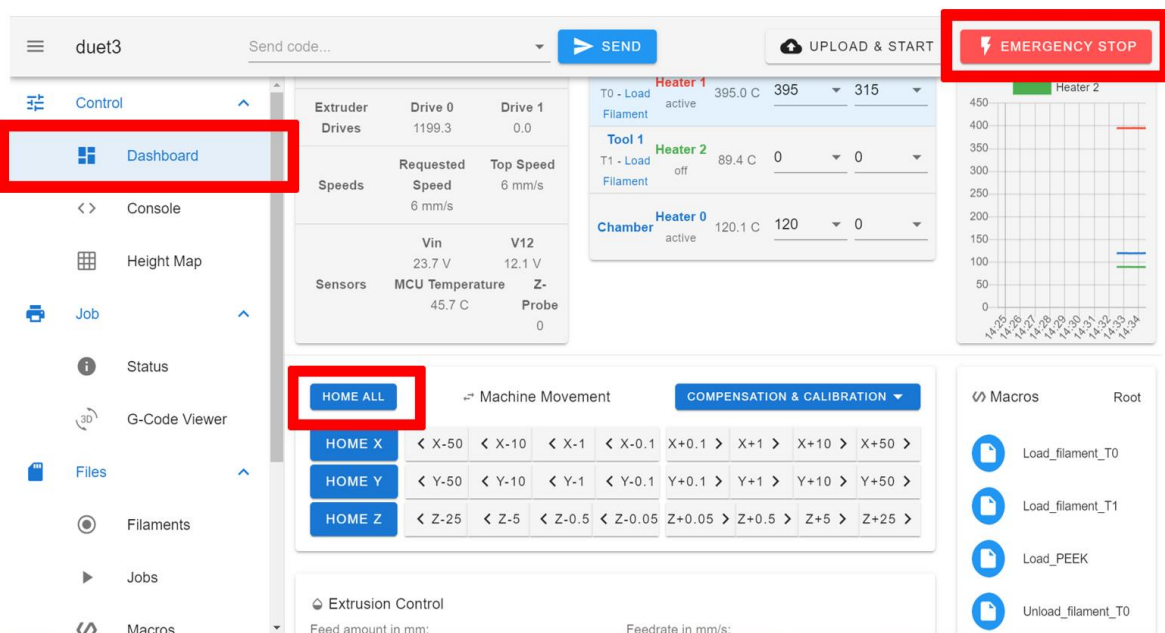 duet3
Send code...
SEND
UPLOAD & START
EMERGENCY STOP
Control
Dashboard
Console
Height Map
Job
Status
G-Code Viewer
3D
Files
Filaments
Jobs
Macros
Extruder Drives
Drive 0
Drive 1
1199.3
0.0
Speeds
Requested Speed
Top Speed
6 mm/s
6 mm/s
Sensors
Vin
V12
23.7 V
12.1 V
MCU Temperature
Z-Probe
45.7 C
0
T0 - Load Filament
Heater 1
active
395.0 C
395
315
Tool 1
T1 - Load Filament
Heater 2
off
89.4 C
0
0
Chamber
Heater 0
active
120.1 C
120
0
Heater 2
450
400
350
300
250
200
150
100
50
0
14:25
14:26
14:27
14:28
14:29
14:30
14:31
14:32
14:33
14:34
HOME ALL
Machine Movement
COMPENSATION & CALIBRATION
HOME X
X-50 X-10 X-1 X-0.1 X+0.1 X+1 X+10 X+50
HOME Y
Y-50 Y-10 Y-1 Y-0.1 Y+0.1 Y+1 Y+10 Y+50
HOME Z
Z-25 Z-5 Z-0.5 Z-0.05 Z+0.05 Z+0.5 Z+5 Z+25
Macros
Root
Load_filament_T0
Load_filament_T1
Load_PEEK
Unload_filament_T0
Extrusion Control
Feed amount in mm:
Feedrate in mm/s: